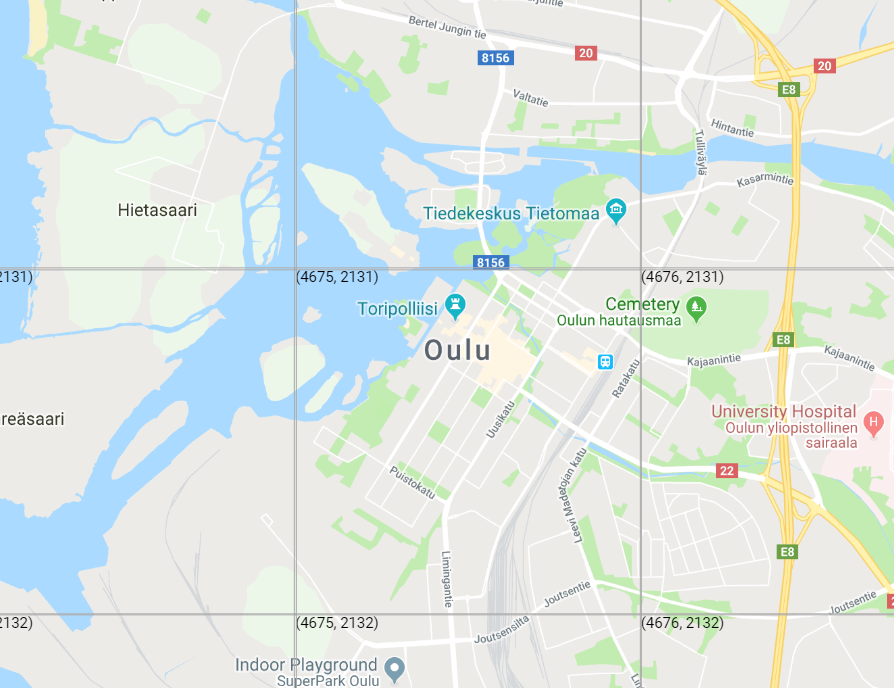 Bertel Jungin tie
8156
20
20
E8
Valtatie
Hintantie
Tulliväylä
Kasarmintie
Hietasaari
Tiedekeskus Tietomaa
8156
2131)
(4675, 2131)
(4676, 2131)
Toripolliisi
Cemetery
Oulun hautausmaa
Oulu
E8
Kajaanintie
Kajaanintie
Ratakatu
reäsaari
Uusikatu
University Hospital
Oulun yliopistollinen
sairaala
H
22
Puistokatu
Leevi Madetojan katu
E8
Limingantie
Joutsentie
Joutsentie
2132)
(4675, 2132)
(4676, 2132)
Joutsensilta
Indoor Playground
SuperPark Oulu